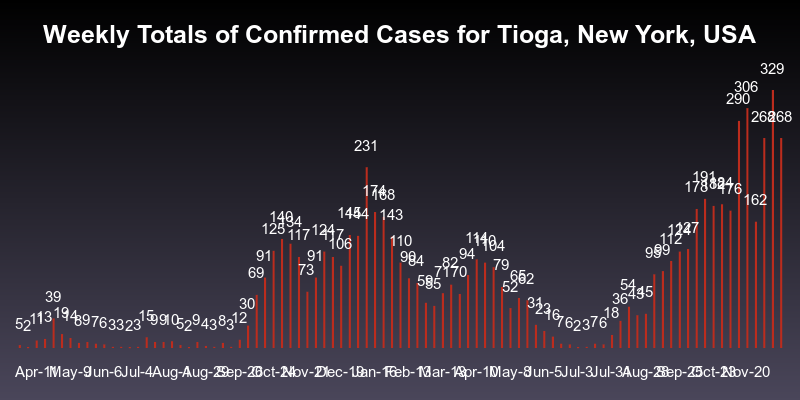 Weekly Totals of Confirmed Cases for Tioga, New York, USA
329
306
290
268 268
231
191
182 184
178 176
174 168
162
145 144 143
140 134
125 124 117
127
124
112
114 110 104
117 106 110
91 91 90 84 94 99 99
69 73 79 82
59 55 71 70 65 62
52 54
39 30 31 36 45 45
52 11 13 19 14 8 9 7 6 3 3 2 3 15 9 9 10 5 2 9 4 3 8 3 12 23 16 7 6 2 3 7 6 18
Apr-11 May-9 Jun-6 Jul-4 Aug-1 Aug-29 Sep-26 Oct-24 Nov-21 Dec-19 Jan-16 Feb-13 Mar-13 Apr-10 May-8 Jun-5 Jul-3 Jul-31 Aug-28 Sep-25 Oct-23 Nov-20